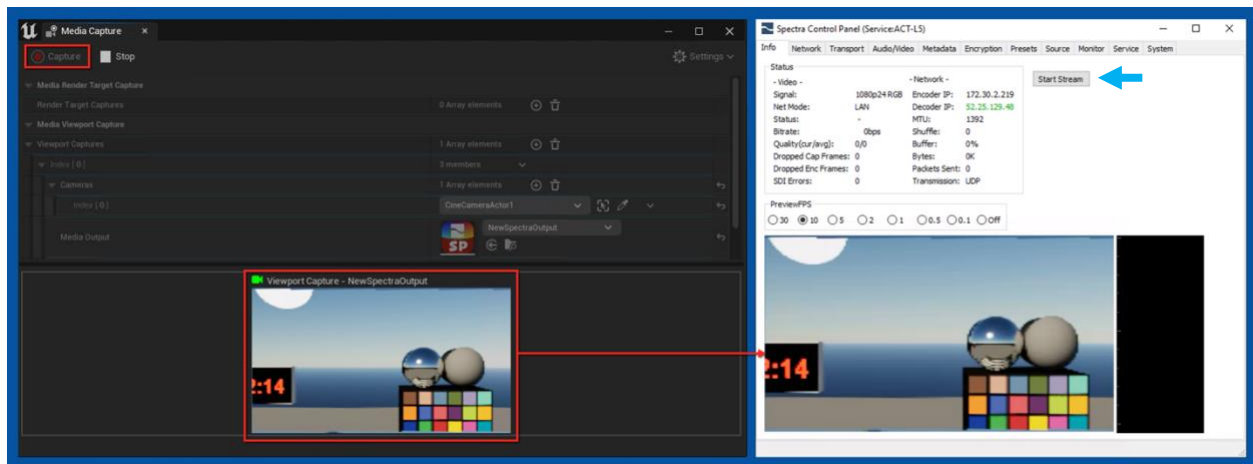 Media Capture
Capture Stop Settings
Media Render Target Capture
Render Target Captures 0 Array elements
Media Viewport Capture
Viewport Captures 1 Array elements
Index [ 0 ] 3 members
Cameras 1 Array elements
Index [ 0 ] CineCameraActor1
Media Output NewSpectraOutput
SP
Viewport Capture - NewSpectraOutput
2:14
Spectra Control Panel (Service:ACT-L5)
Info Network Transport Audio/Video Metadata Encryption Presets Source Monitor Service System
Status
- Video - - Network -
Signal: 1080p24 RGB Encoder IP: 172.30.2.219
Net Mode: LAN Decoder IP: 52.25.129.48
Status: - MTU: 1392
Bitrate: 0bps Shuffle: 0
Quality(cur/avg): 0/0 Buffer: 0%
Dropped Cap Frames: 0 Bytes: 0K
Dropped Enc Frames: 0 Packets Sent: 0
SDI Errors: 0 Transmission: UDP
Start Stream
PreviewFPS
30 10 5 2 1 0.5 0.1 Off
2:14